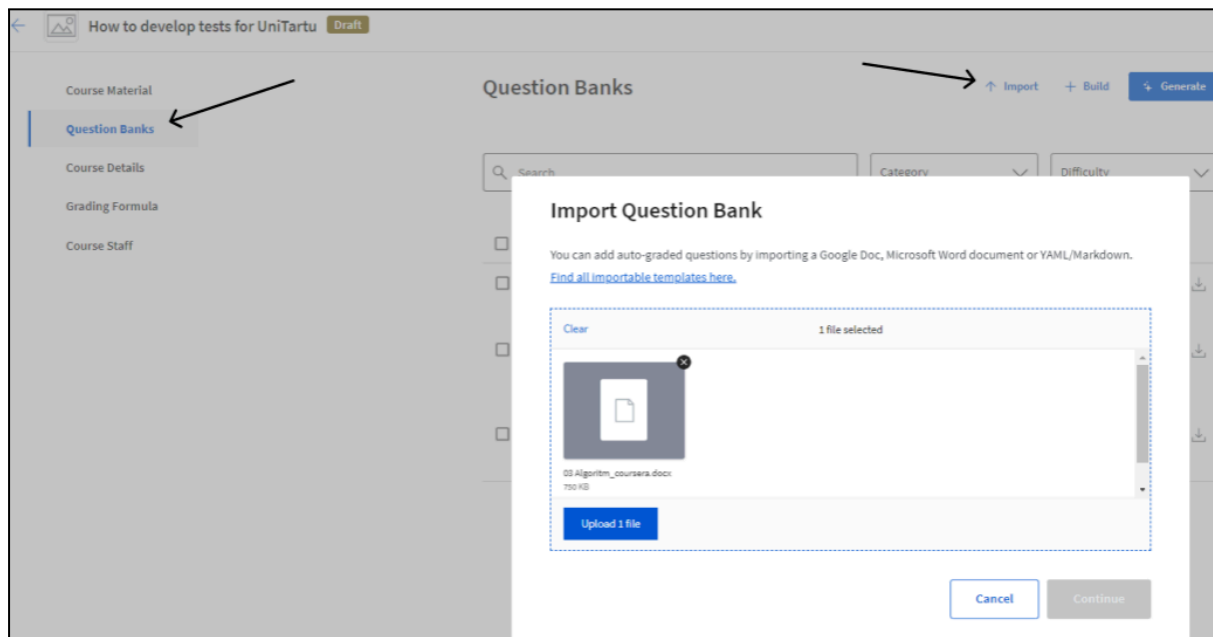 How to develop tests for UniTartu Draft
Course Material
Question Banks
Course Details
Grading Formula
Course Staff
Question Banks
Import
Build
Generate
Search
Category
Difficulty
Import Question Bank
You can add auto-graded questions by importing a Google Doc, Microsoft Word document or YAML/Markdown.
Find all importable templates here.
Clear
1 file selected
03 Algoritm_coursera.docx
750 KB
Upload 1 file
Cancel
Continue